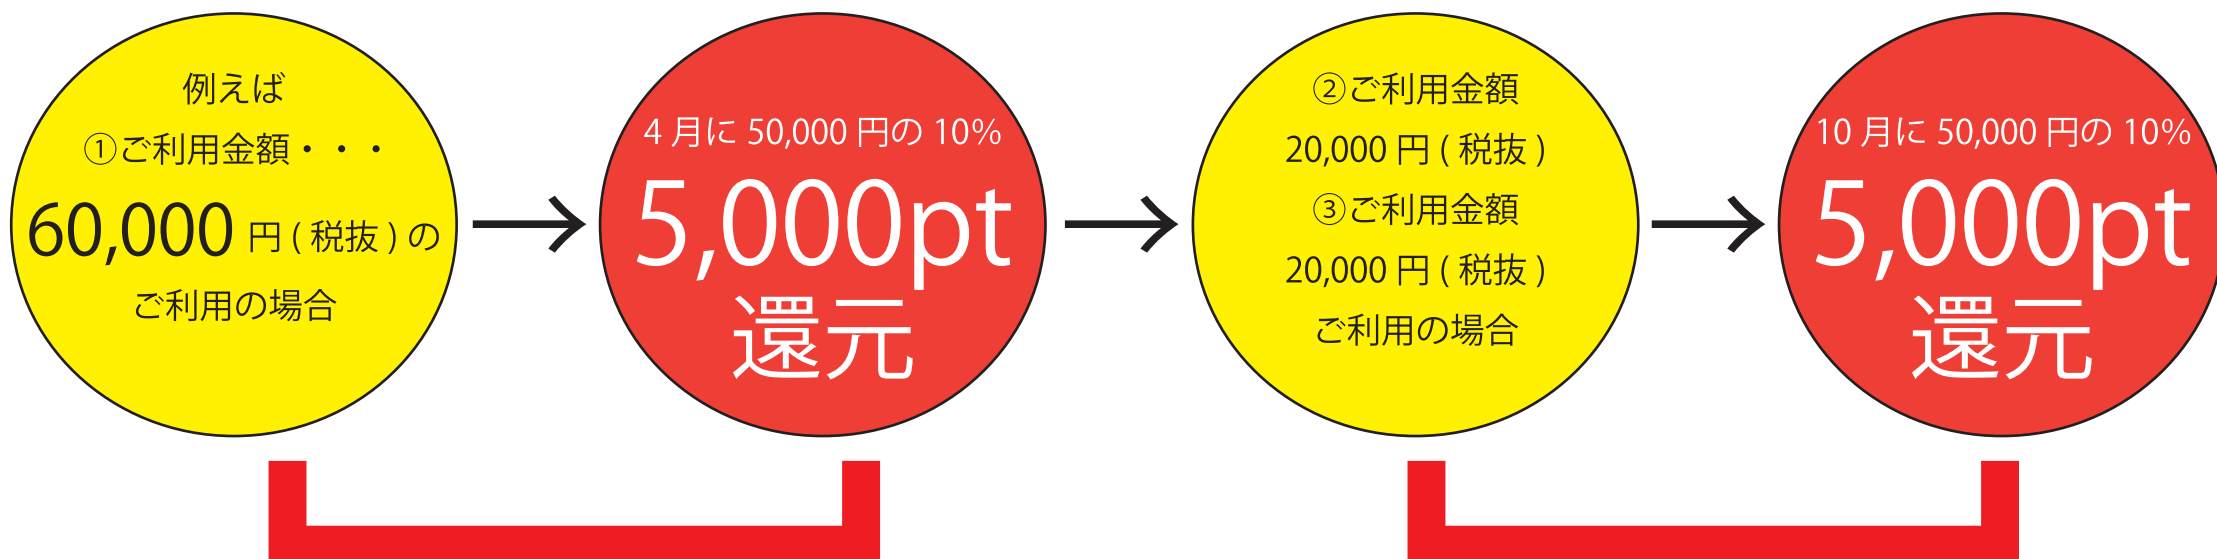 例えば
①ご利用金額・・・
60,000 円 ( 税抜 ) の
ご利用の場合
4 月に 50,000 円の 10%
5,000pt
還元
②ご利用金額
20,000 円 ( 税抜 )
③ご利用金額
20,000 円 ( 税抜 )
ご利用の場合
10 月に 50,000 円の 10%
5,000pt
還元